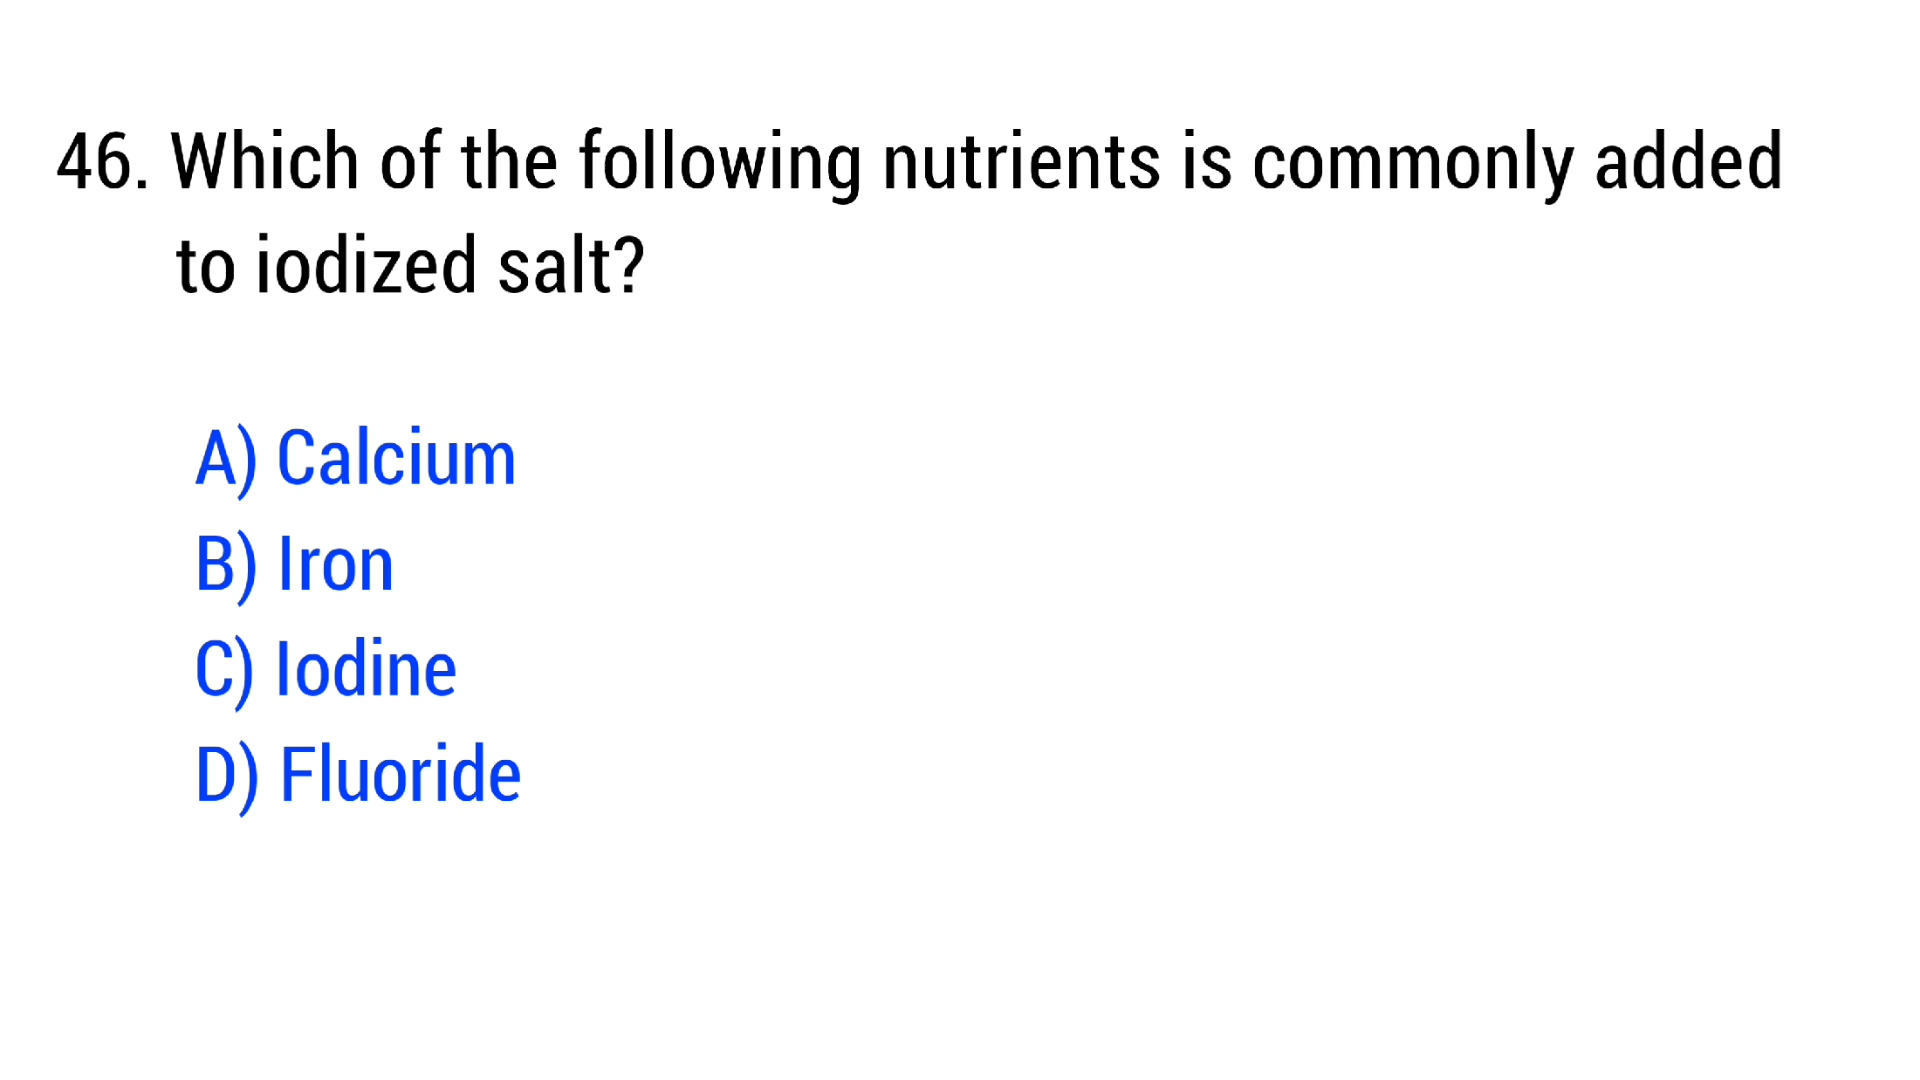 46. Which of the following nutrients is commonly added
to iodized salt?
A) Calcium
B) Iron
C) Iodine
D) Fluoride